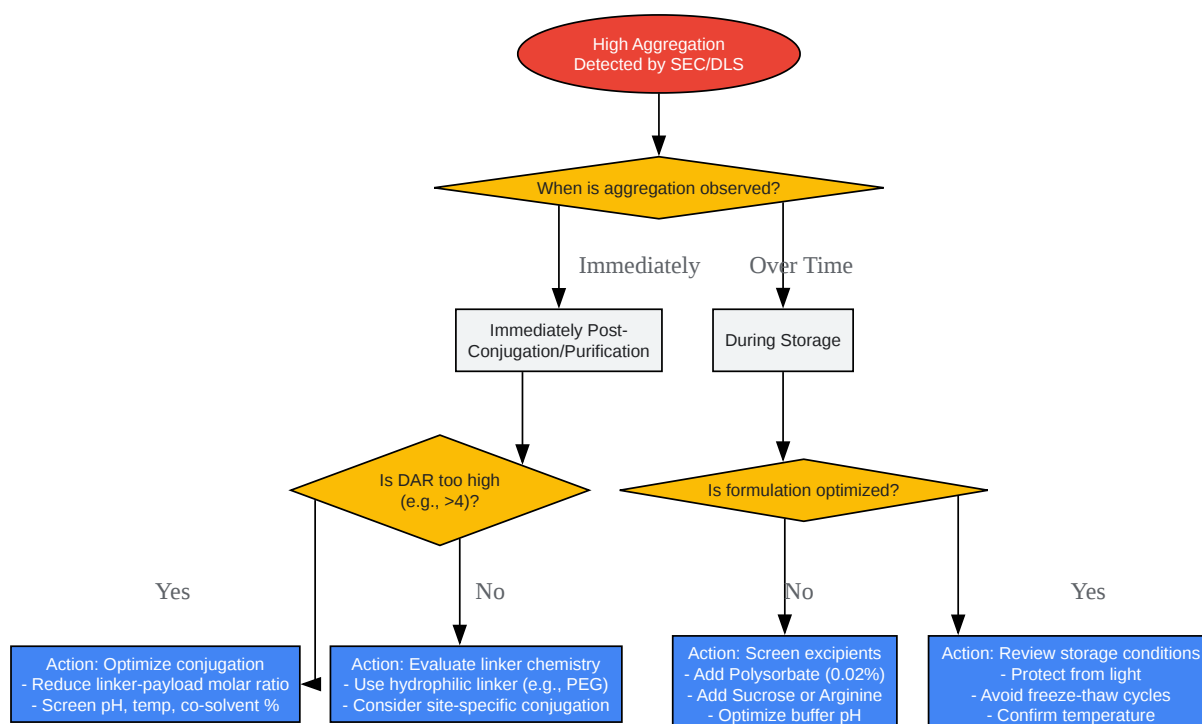 High Aggregation
Detected by SEC/DLS
When is aggregation observed?
Immediately
Over Time
Immediately Post-
Conjugation/Purification
During Storage
Is DAR too high
(e.g., >4)?
Is formulation optimized?
Yes
No
No
Yes
Action: Optimize conjugation
- Reduce linker-payload molar ratio
- Screen pH, temp, co-solvent %
Action: Evaluate linker chemistry
- Use hydrophilic linker (e.g., PEG)
- Consider site-specific conjugation
Action: Screen excipients
- Add Polysorbate (0.02%)
- Add Sucrose or Arginine
- Optimize buffer pH
Action: Review storage conditions
- Protect from light
- Avoid freeze-thaw cycles
- Confirm temperature